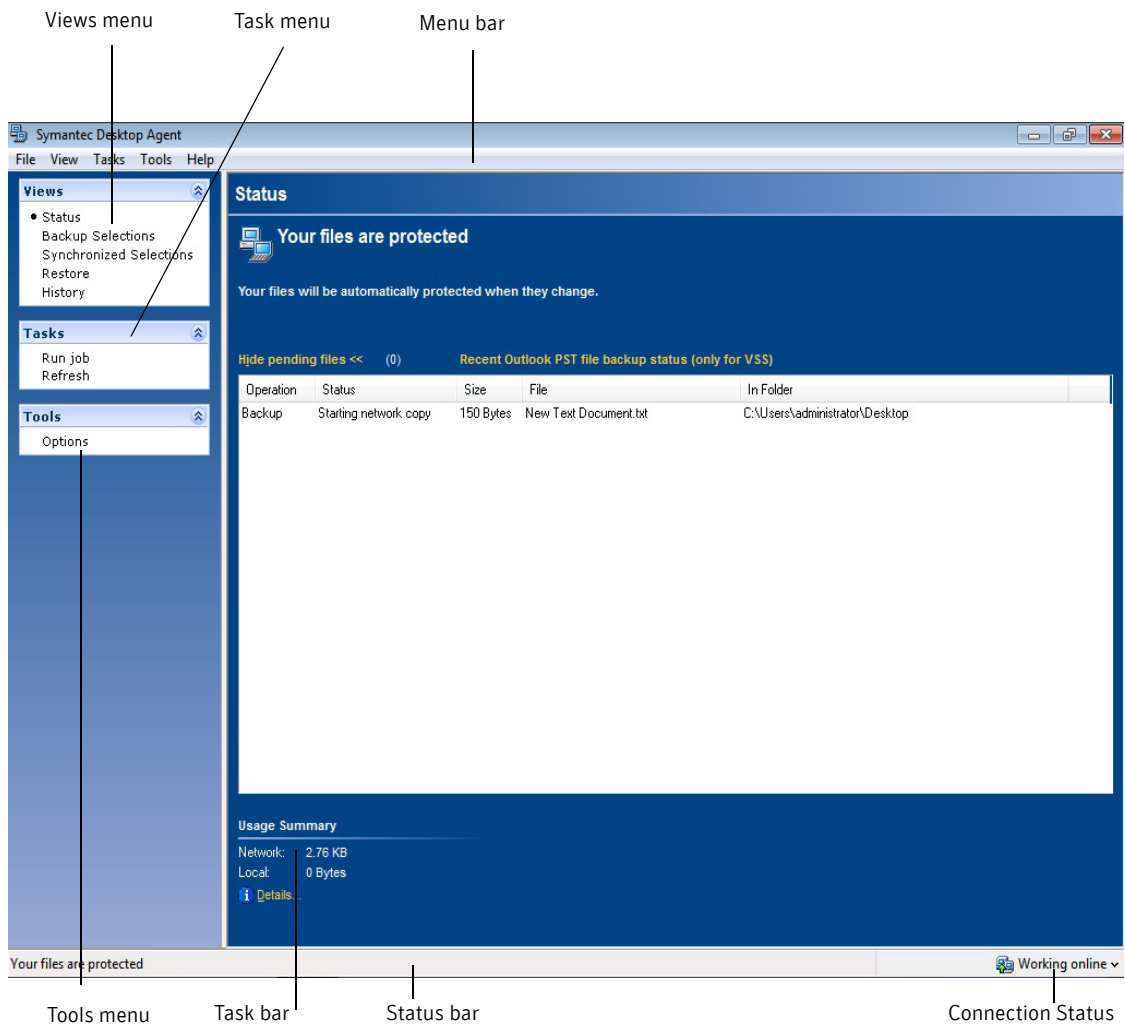 Views menu Task menu Menu bar
Symantec Desktop Agent
File View Tasks Tools Help
Views
Status
Backup Selections
Synchronized Selections
Restore
History
Tasks
Run job
Refresh
Tools
Options
Status
Your files are protected
Your files will be automatically protected when they change.
Hide pending files << (0) Recent Outlook PST file backup status (only for VSS)
Operation Status Size File In Folder
Backup Starting network copy 150 Bytes New Text Document.txt C:\Users\administrator\Desktop
Usage Summary
Network: 2.76 KB
Local: 0 Bytes
Details...
Your files are protected Working online
Tools menu Task bar Status bar Connection Status